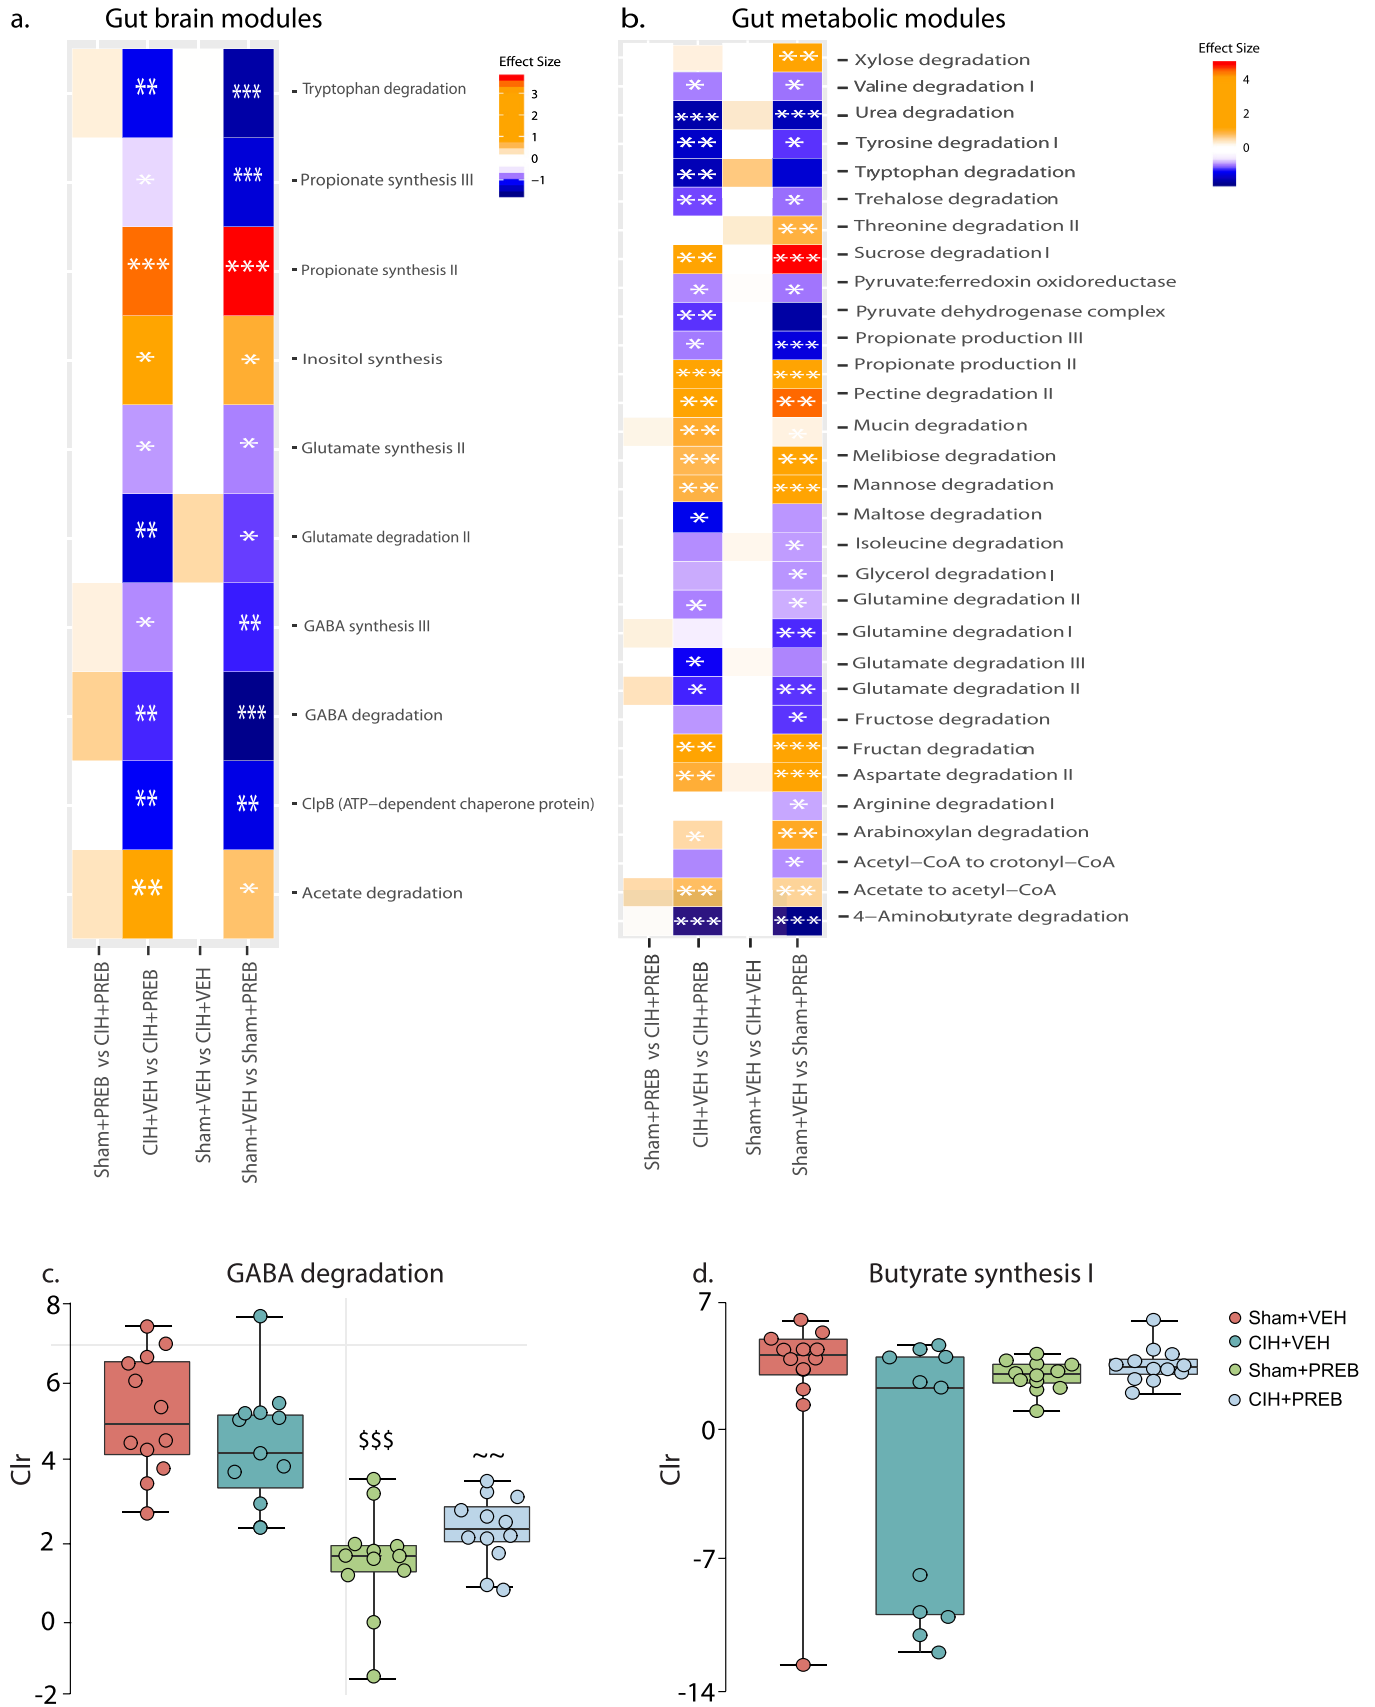 a.
Gut brain modules
Effect Size
3
2
1
0
−1
** *** Tryptophan degradation
* *** Propionate synthesis III
*** *** Propionate synthesis II
* * Inositol synthesis
* * Glutamate synthesis II
** * Glutamate degradation II
* ** GABA synthesis III
** *** GABA degradation
** ** ClpB (ATP−dependent chaperone protein)
** * Acetate degradation
Sham+PREB vs CIH+PREB
CIH+VEH vs CIH+PREB
Sham+VEH vs CIH+VEH
Sham+VEH vs Sham+PREB
b.
Gut metabolic modules
Effect Size
4
2
0
** Xylose degradation
* * Valine degradation I
*** *** Urea degradation
** * Tyrosine degradation I
** Tryptophan degradation
** * Trehalose degradation
** Threonine degradation II
** *** Sucrose degradation I
* * Pyruvate:ferredoxin oxidoreductase
** Pyruvate dehydrogenase complex
* *** Propionate production III
*** *** Propionate production II
** ** Pectine degradation II
** * Mucin degradation
** ** Melibiose degradation
** *** Mannose degradation
* Maltose degradation
* Isoleucine degradation
* Glycerol degradation I
* * Glutamine degradation II
** Glutamine degradation I
* Glutamate degradation III
* ** Glutamate degradation II
* Fructose degradation
** *** Fructan degradation
** *** Aspartate degradation II
* Arginine degradation I
* ** Arabinoxylan degradation
* Acetyl−CoA to crotonyl−CoA
** ** Acetate to acetyl−CoA
*** *** 4−Aminobutyrate degradation
Sham+PREB vs CIH+PREB
CIH+VEH vs CIH+PREB
Sham+VEH vs CIH+VEH
Sham+VEH vs Sham+PREB
c.
GABA degradation
Clr
8
6
4
2
0
-2
$$$
~~
d.
Butyrate synthesis I
Clr
7
0
-7
-14
Sham+VEH
CIH+VEH
Sham+PREB
CIH+PREB